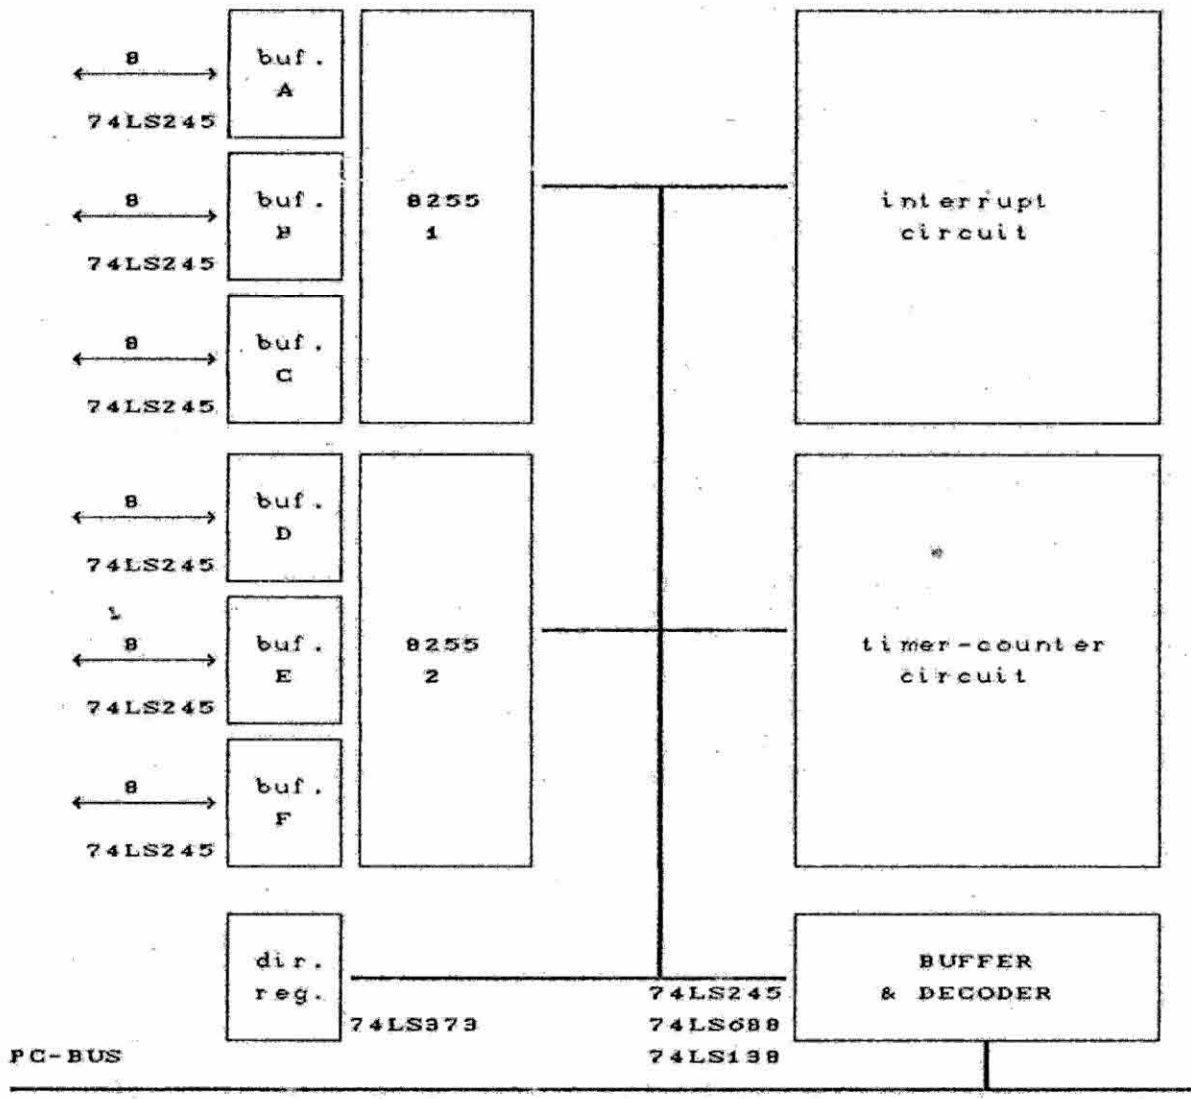 8
buf.
A
74LS245
8
buf.
B
74LS245
8255
1
interrupt
circuit
8
buf.
C
74LS245
8
buf.
D
74LS245
8
buf.
E
74LS245
8255
2
timer-counter
circuit
8
buf.
F
74LS245
dir.
reg.
74LS373
BUFFER
& DECODER
74LS245
74LS688
74LS138
PC-BUS